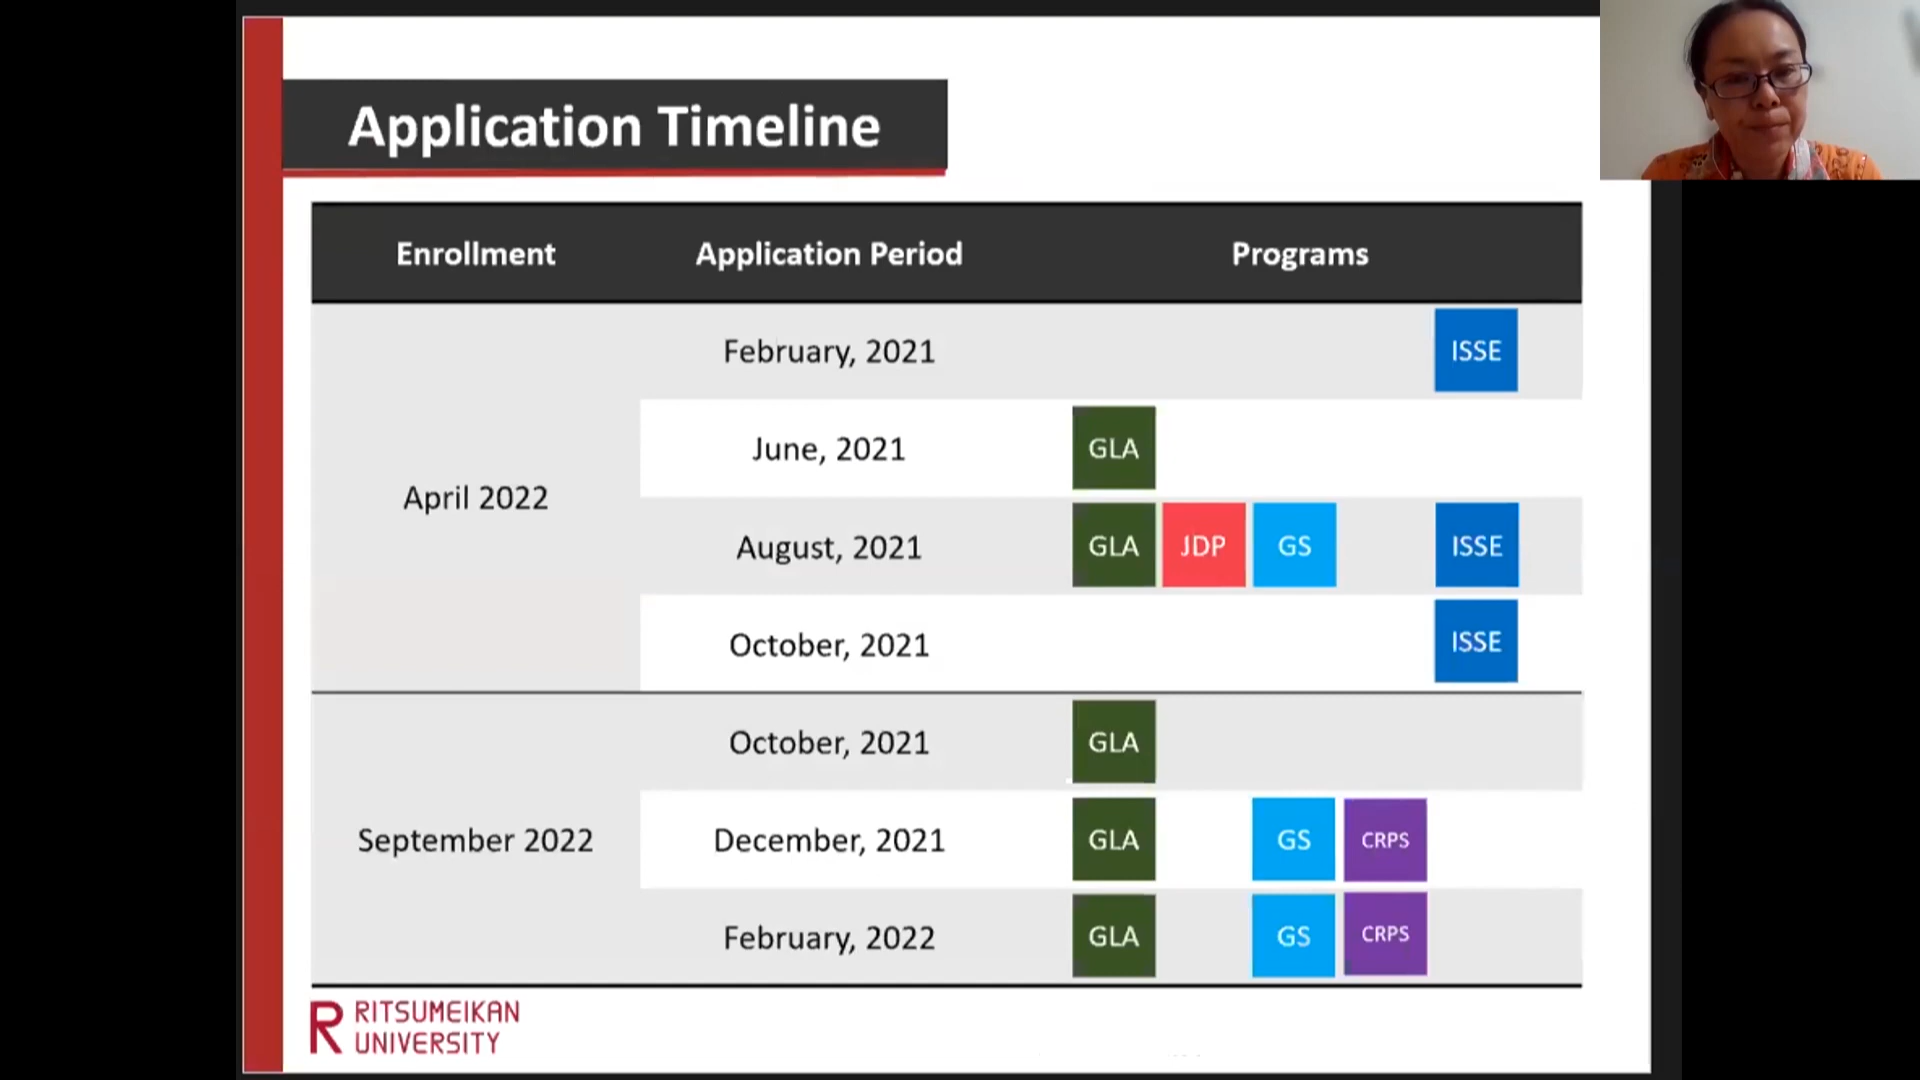 Application Timeline
Enrollment Application Period Programs
February, 2021 ISSE
June, 2021 GLA
April 2022
August, 2021 GLA JDP GS ISSE
October, 2021 ISSE
October, 2021 GLA
September 2022 December, 2021 GLA GS CRPS
February, 2022 GLA GS CRPS
R RITSUMEIKAN
UNIVERSITY